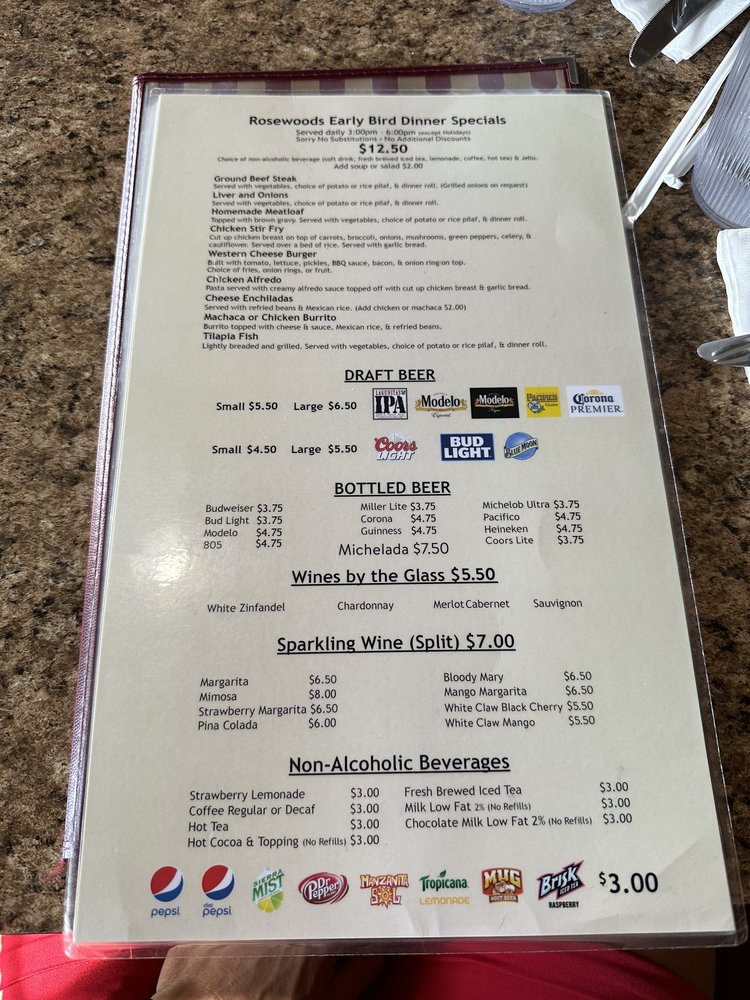 Rosewoods Early Bird Dinner Specials
Served daily 3:00pm - 6:00pm (except Holidays)
Sorry No Substitutions • No Additional Discounts
$12.50
Choice of non-alcoholic beverage (soft drink, fresh brewed iced tea, lemonade, coffee, hot tea) & Jello.
Add soup or salad $2.00
Ground Beef Steak
Served with vegetables, choice of potato or rice pilaf, & dinner roll. (Grilled onions on request)
Liver and Onions
Served with vegetables, choice of potato or rice pilaf, & dinner roll.
Homemade Meatloaf
Topped with brown gravy. Served with vegetables, choice of potato or rice pilaf, & dinner roll.
Chicken Stir Fry
Cut up chicken breast on top of carrots, broccoli, onions, mushrooms, green peppers, celery, &
cauliflower. Served over a bed of rice. Served with garlic bread.
Western Cheese Burger
Built with tomato, lettuce, pickles, BBQ sauce, bacon, & onion ring on top.
Choice of fries, onion rings, or fruit.
Chicken Alfredo
Pasta served with creamy alfredo sauce topped off with cut up chicken breast & garlic bread.
Cheese Enchiladas
Served with refried beans & Mexican rice. (Add chicken or machaca $2.00)
Machaca or Chicken Burrito
Burrito topped with cheese & sauce, Mexican rice, & refried beans.
Tilapia Fish
Lightly breaded and grilled. Served with vegetables, choice of potato or rice pilaf, & dinner roll.
DRAFT BEER
Small $5.50 Large $6.50 LAGUNITAS IPA Modelo Especial Modelo Negra Pacifico Clara Corona PREMIER
Small $4.50 Large $5.50 Coors LIGHT BUD LIGHT BLUE MOON
BOTTLED BEER
Budweiser $3.75 Miller Lite $3.75 Michelob Ultra $3.75
Bud Light $3.75 Corona $4.75 Pacifico $4.75
Modelo $4.75 Guinness $4.75 Heineken $4.75
805 $4.75 Coors Lite $3.75
Michelada $7.50
Wines by the Glass $5.50
White Zinfandel Chardonnay Merlot Cabernet Sauvignon
Sparkling Wine (Split) $7.00
Margarita $6.50 Bloody Mary $6.50
Mimosa $8.00 Mango Margarita $6.50
Strawberry Margarita $6.50 White Claw Black Cherry $5.50
Pina Colada $6.00 White Claw Mango $5.50
Non-Alcoholic Beverages
Strawberry Lemonade $3.00 Fresh Brewed Iced Tea $3.00
Coffee Regular or Decaf $3.00 Milk Low Fat 2% (No Refills) $3.00
Hot Tea $3.00 Chocolate Milk Low Fat 2% (No Refills) $3.00
Hot Cocoa & Topping (No Refills) $3.00
pepsi diet pepsi SIERRA MIST Dr Pepper MANZANITA SOL Tropicana LEMONADE MUG ROOT BEER Brisk ICED TEA RASPBERRY $3.00